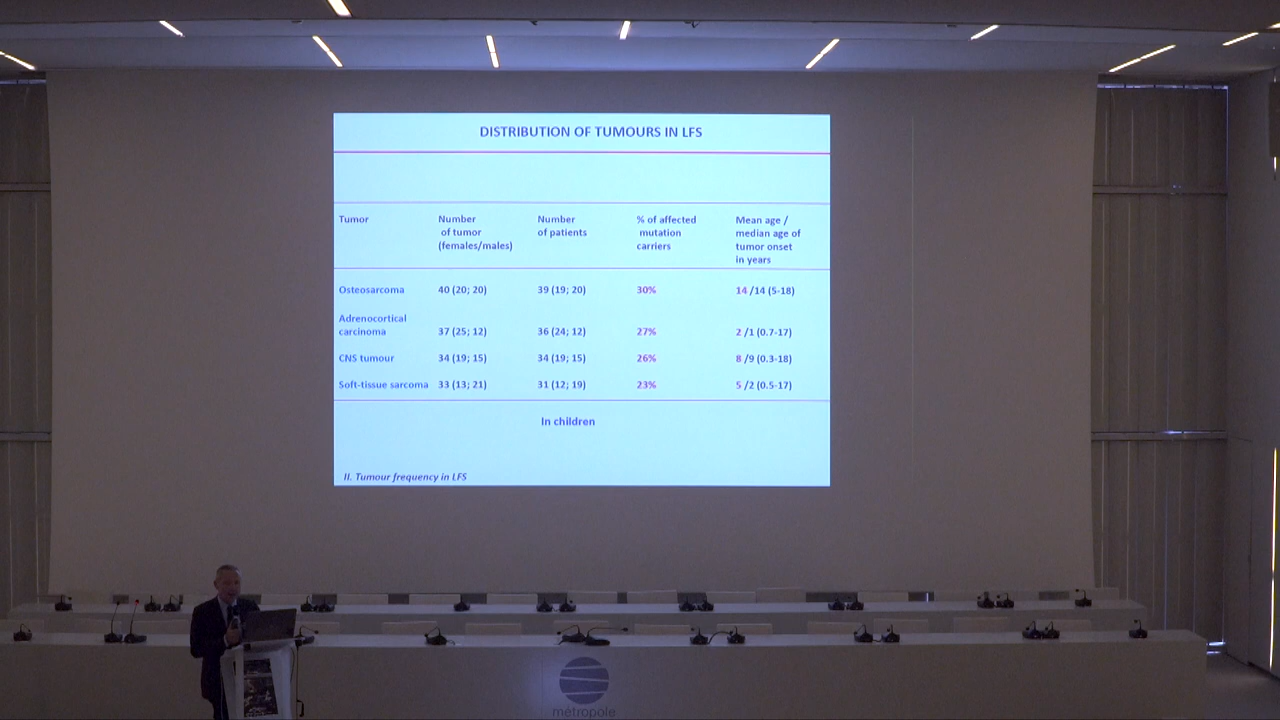 DISTRIBUTION OF TUMOURS IN LFS
Tumor
Number
of tumor
(females/males)
Number
of patients
% of affected
mutation
carriers
Mean age /
median age of
tumor onset
in years
Osteosarcoma 40 (20; 20) 39 (19; 20) 30% 14 /14 (5-18)
Adrenocortical
carcinoma 37 (25; 12) 36 (24; 12) 27% 2 /1 (0.7-17)
CNS tumour 34 (19; 15) 34 (19; 15) 26% 8 /9 (0.3-18)
Soft-tissue sarcoma 33 (13; 21) 31 (12; 19) 23% 5 /2 (0.5-17)
In children
II. Tumour frequency in LFS
métropole